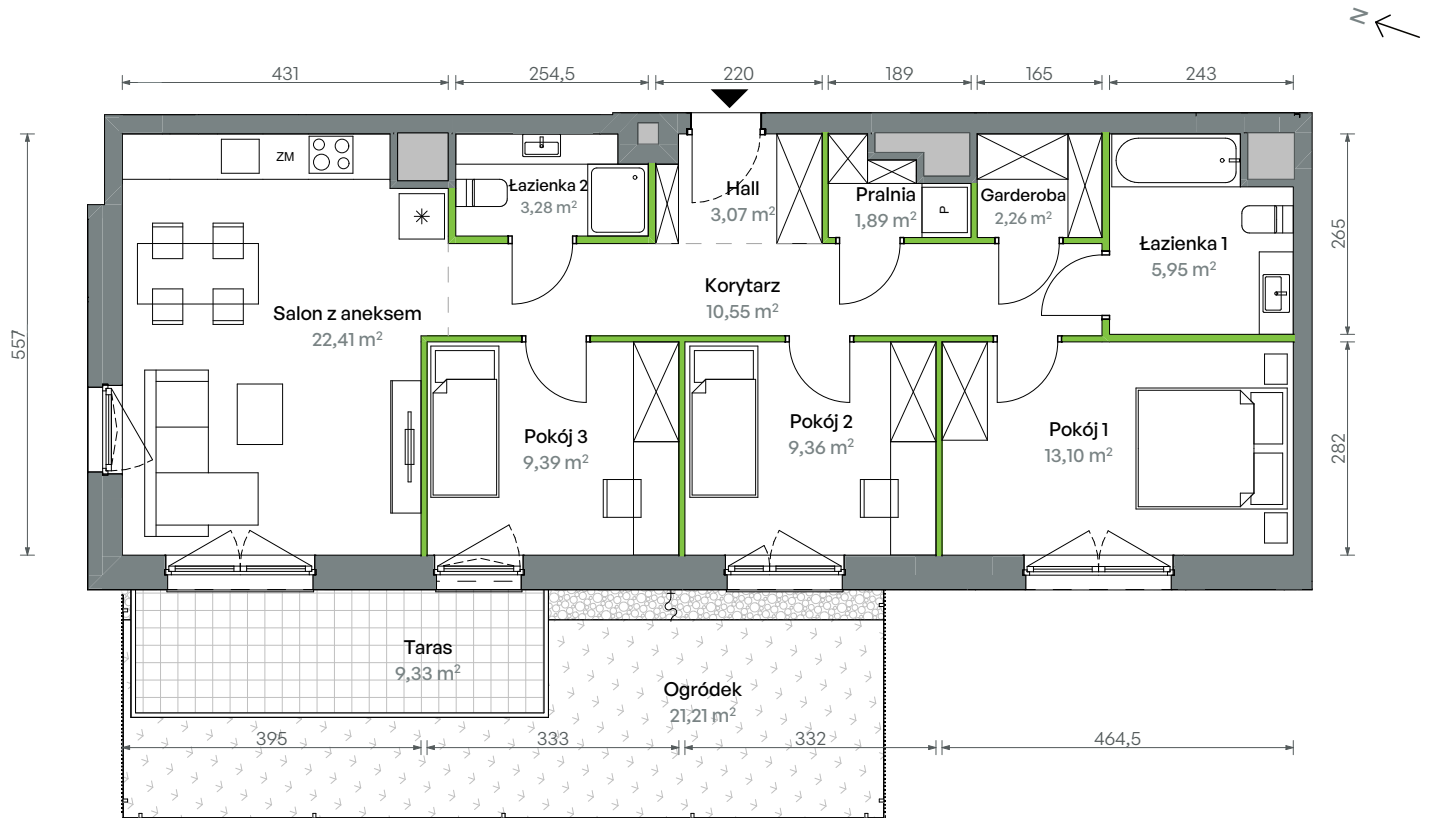 N
431
254,5
220
189
165
243
ZM
Łazienka 2
3,28 m²
Hall
3,07 m²
Pralnia
1,89 m²
P
Garderoba
2,26 m²
Łazienka 1
5,95 m²
265
Korytarz
10,55 m²
Salon z aneksem
22,41 m²
557
Pokój 3
9,39 m²
Pokój 2
9,36 m²
Pokój 1
13,10 m²
282
Taras
9,33 m²
Ogródek
21,21 m²
395
333
332
464,5